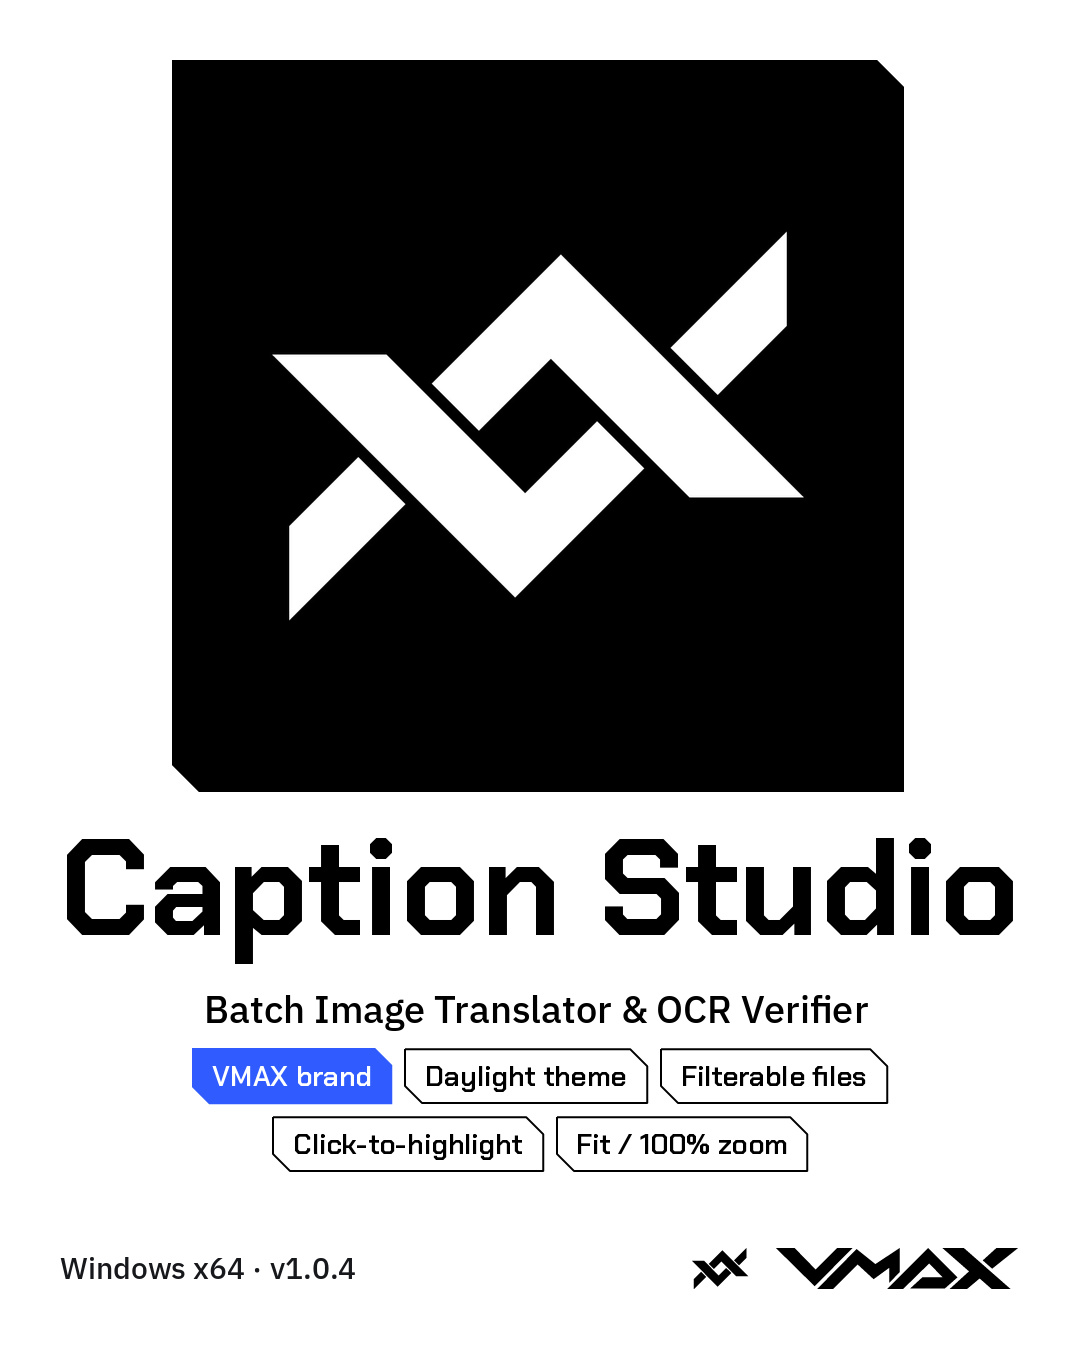 Caption Studio
Batch Image Translator & OCR Verifier
VMAX brand
Daylight theme
Filterable files
Click-to-highlight
Fit / 100% zoom
Windows x64 · v1.0.4
VMAX